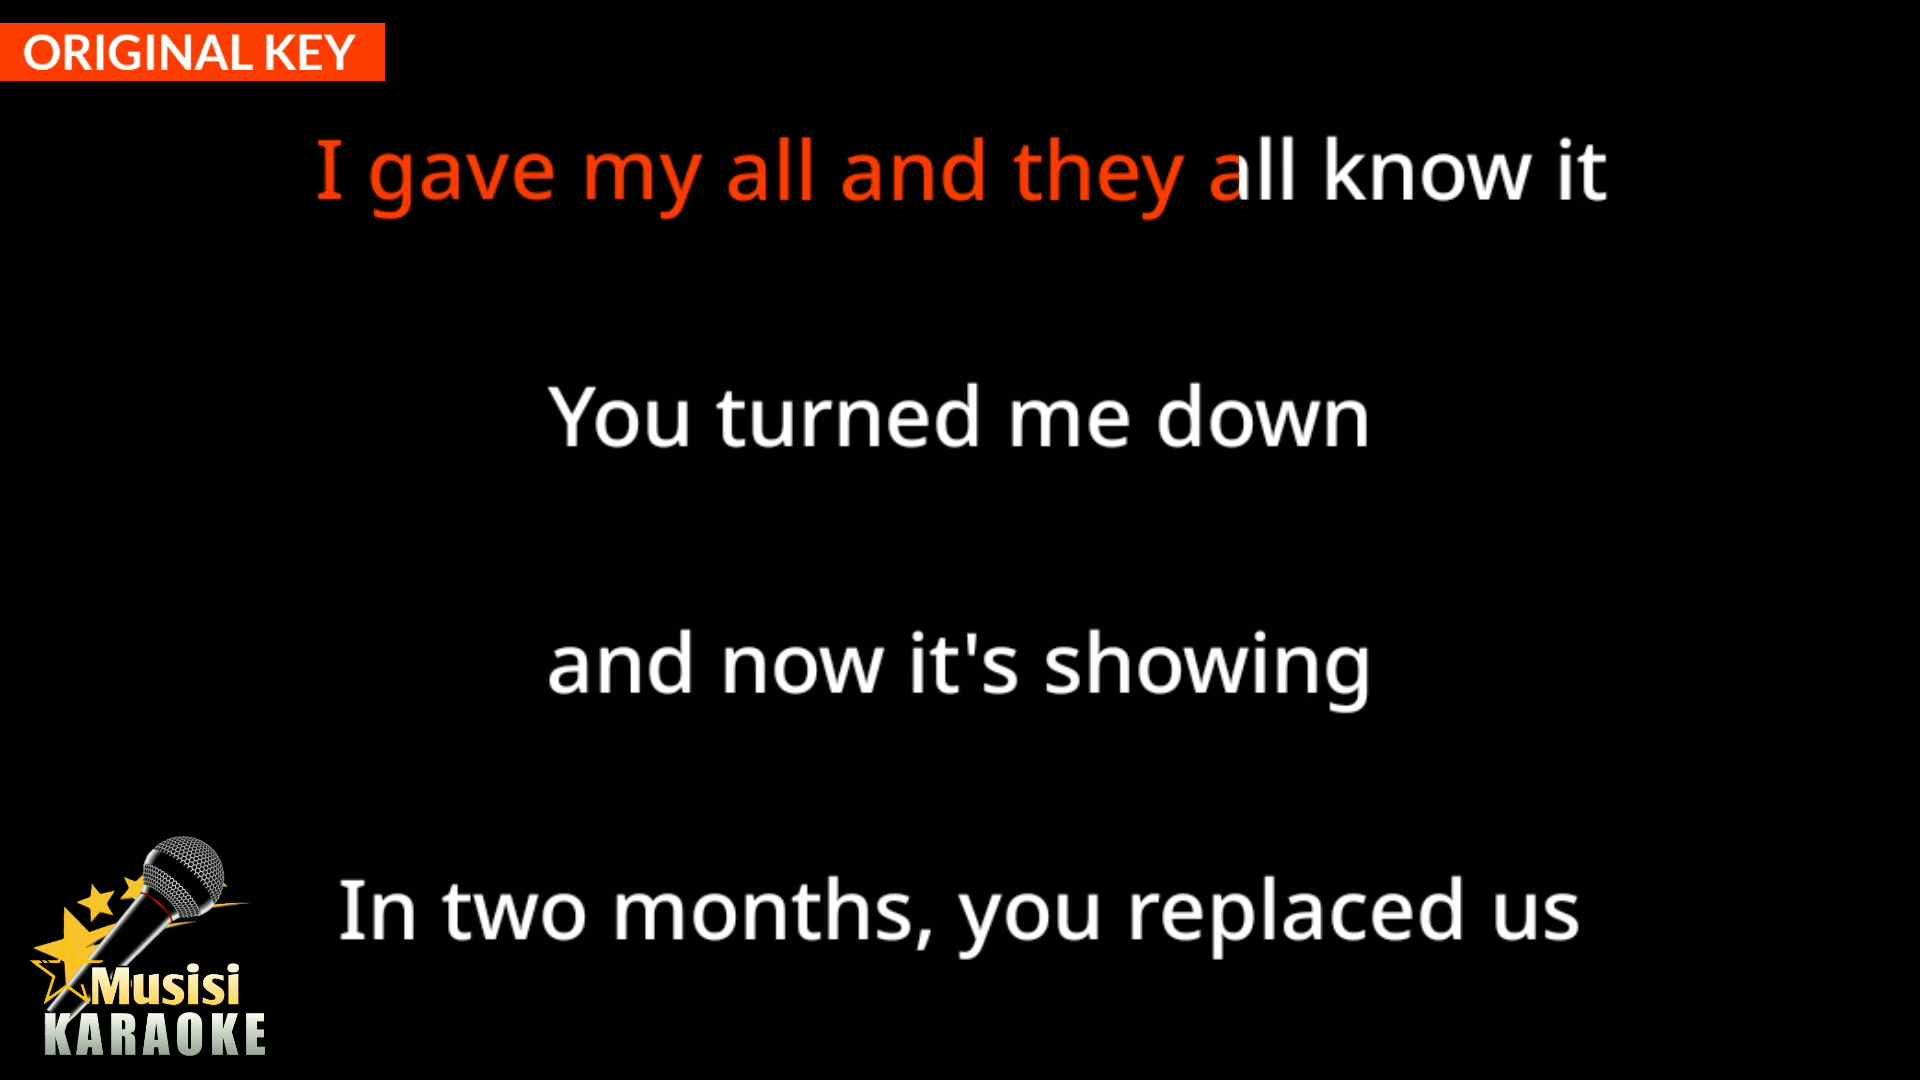 ORIGINAL KEY
I gave my all and they all know it
You turned me down
and now it's showing
In two months, you replaced us
Musisi
KARAOKE